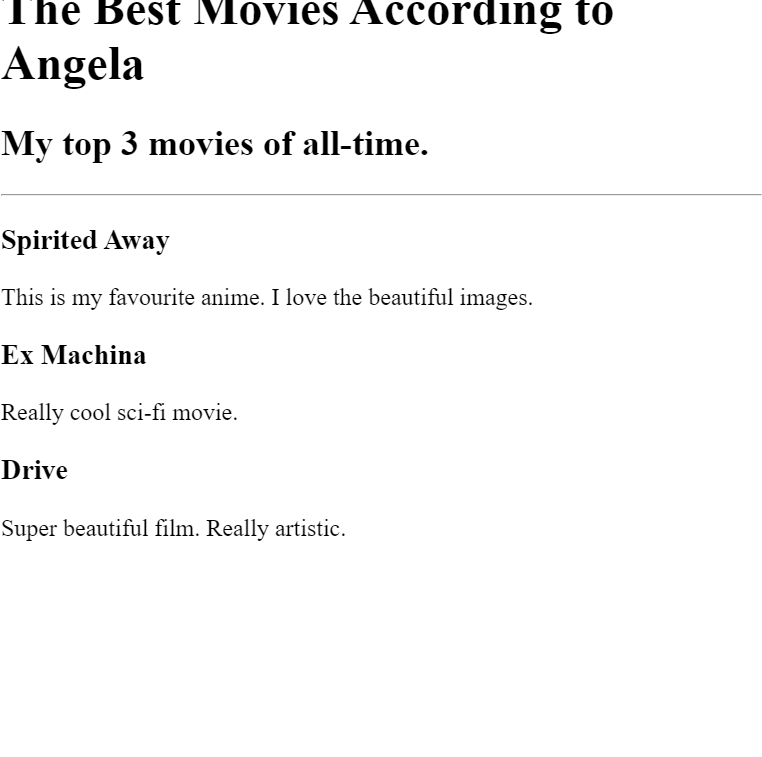 The Best Movies According to
Angela
My top 3 movies of all-time.
Spirited Away
This is my favourite anime. I love the beautiful images.
Ex Machina
Really cool sci-fi movie.
Drive
Super beautiful film. Really artistic.